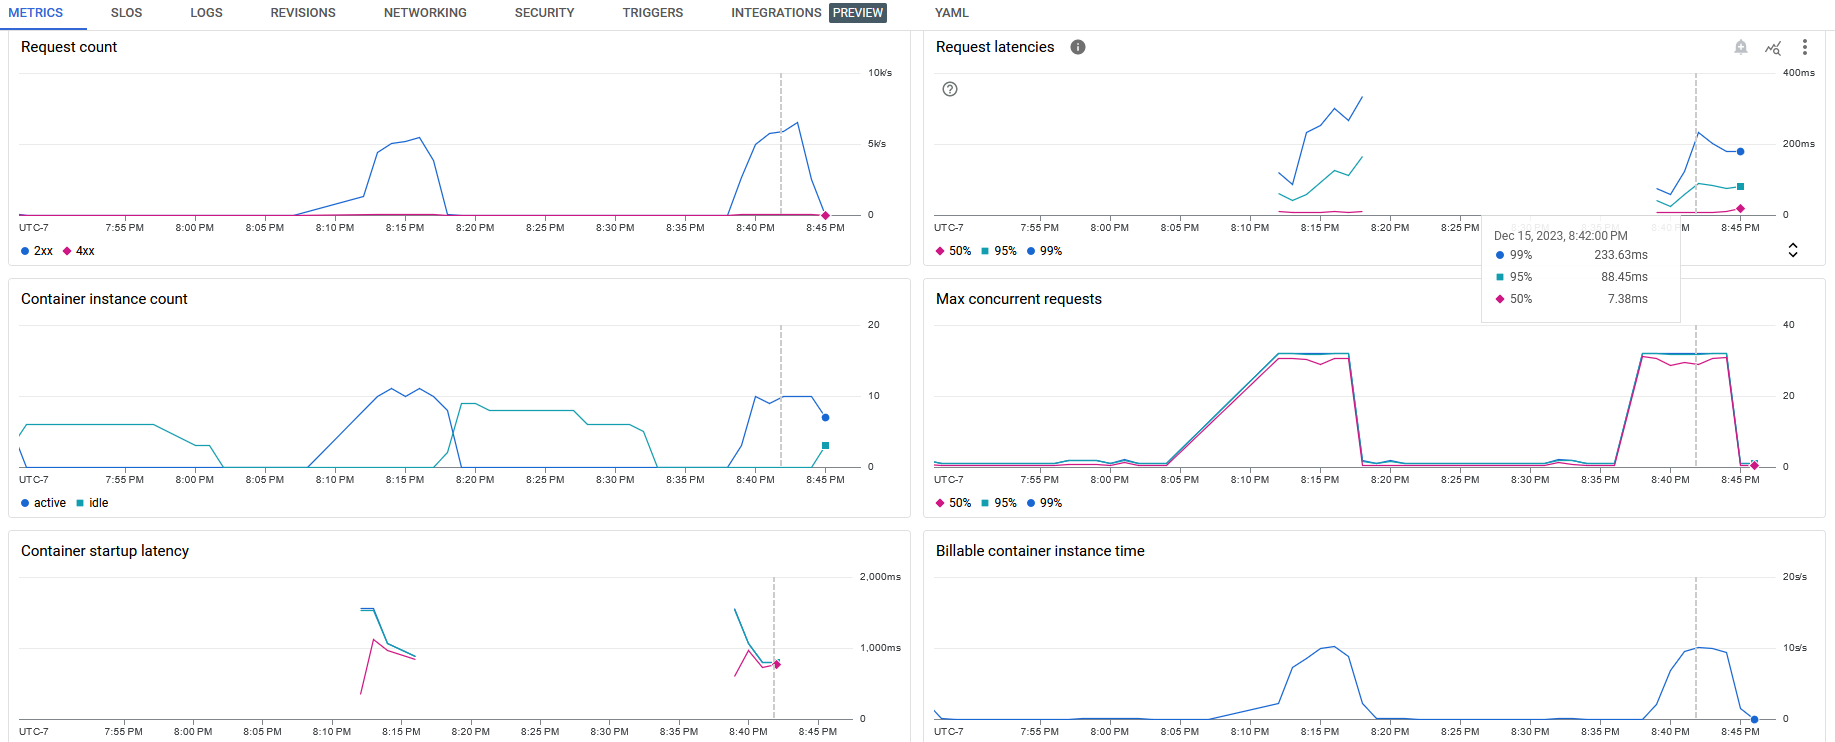 METRICS SLOS LOGS REVISIONS NETWORKING SECURITY TRIGGERS INTEGRATIONS PREVIEW YAML
Request count
10k/s
5k/s
0
UTC-7 7:55 PM 8:00 PM 8:05 PM 8:10 PM 8:15 PM 8:20 PM 8:25 PM 8:30 PM 8:35 PM 8:40 PM 8:45 PM
2xx 4xx
Request latencies
400ms
200ms
0
UTC-7 7:55 PM 8:00 PM 8:05 PM 8:10 PM 8:15 PM 8:20 PM 8:25 PM 8:30 PM 8:35 PM 8:40 PM 8:45 PM
50% 95% 99%
Dec 15, 2023, 8:42:00 PM
99% 233.63ms
95% 88.45ms
50% 7.38ms
Container instance count
20
10
0
UTC-7 7:55 PM 8:00 PM 8:05 PM 8:10 PM 8:15 PM 8:20 PM 8:25 PM 8:30 PM 8:35 PM 8:40 PM 8:45 PM
active idle
Max concurrent requests
40
20
0
UTC-7 7:55 PM 8:00 PM 8:05 PM 8:10 PM 8:15 PM 8:20 PM 8:25 PM 8:30 PM 8:35 PM 8:40 PM 8:45 PM
50% 95% 99%
Container startup latency
2,000ms
1,000ms
0
UTC-7 7:55 PM 8:00 PM 8:05 PM 8:10 PM 8:15 PM 8:20 PM 8:25 PM 8:30 PM 8:35 PM 8:40 PM 8:45 PM
Billable container instance time
20s/s
10s/s
0
UTC-7 7:55 PM 8:00 PM 8:05 PM 8:10 PM 8:15 PM 8:20 PM 8:25 PM 8:30 PM 8:35 PM 8:40 PM 8:45 PM